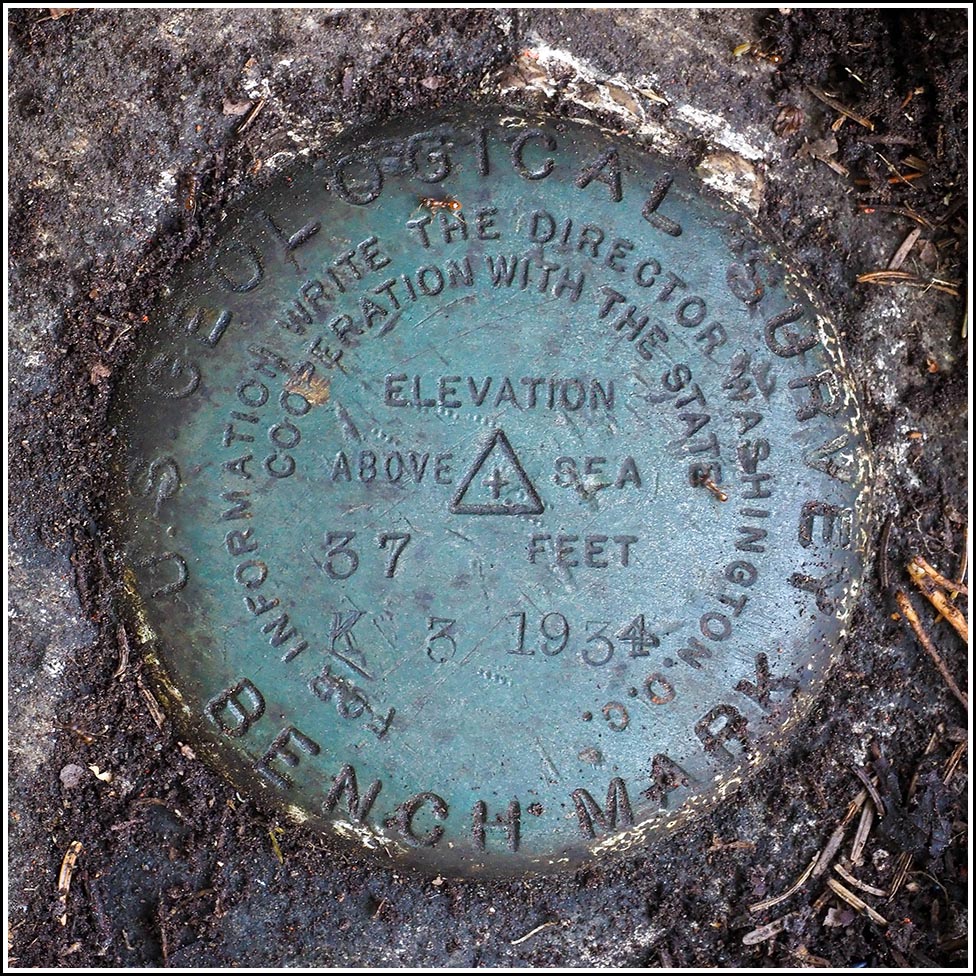 U.S. GEOLOGICAL SURVEY
FOR INFORMATION WRITE THE DIRECTOR WASHINGTON. D. C.
COOPERATION WITH THE STATE
ELEVATION
ABOVE SEA
37 FEET
K 3 1934
BENCH MARK